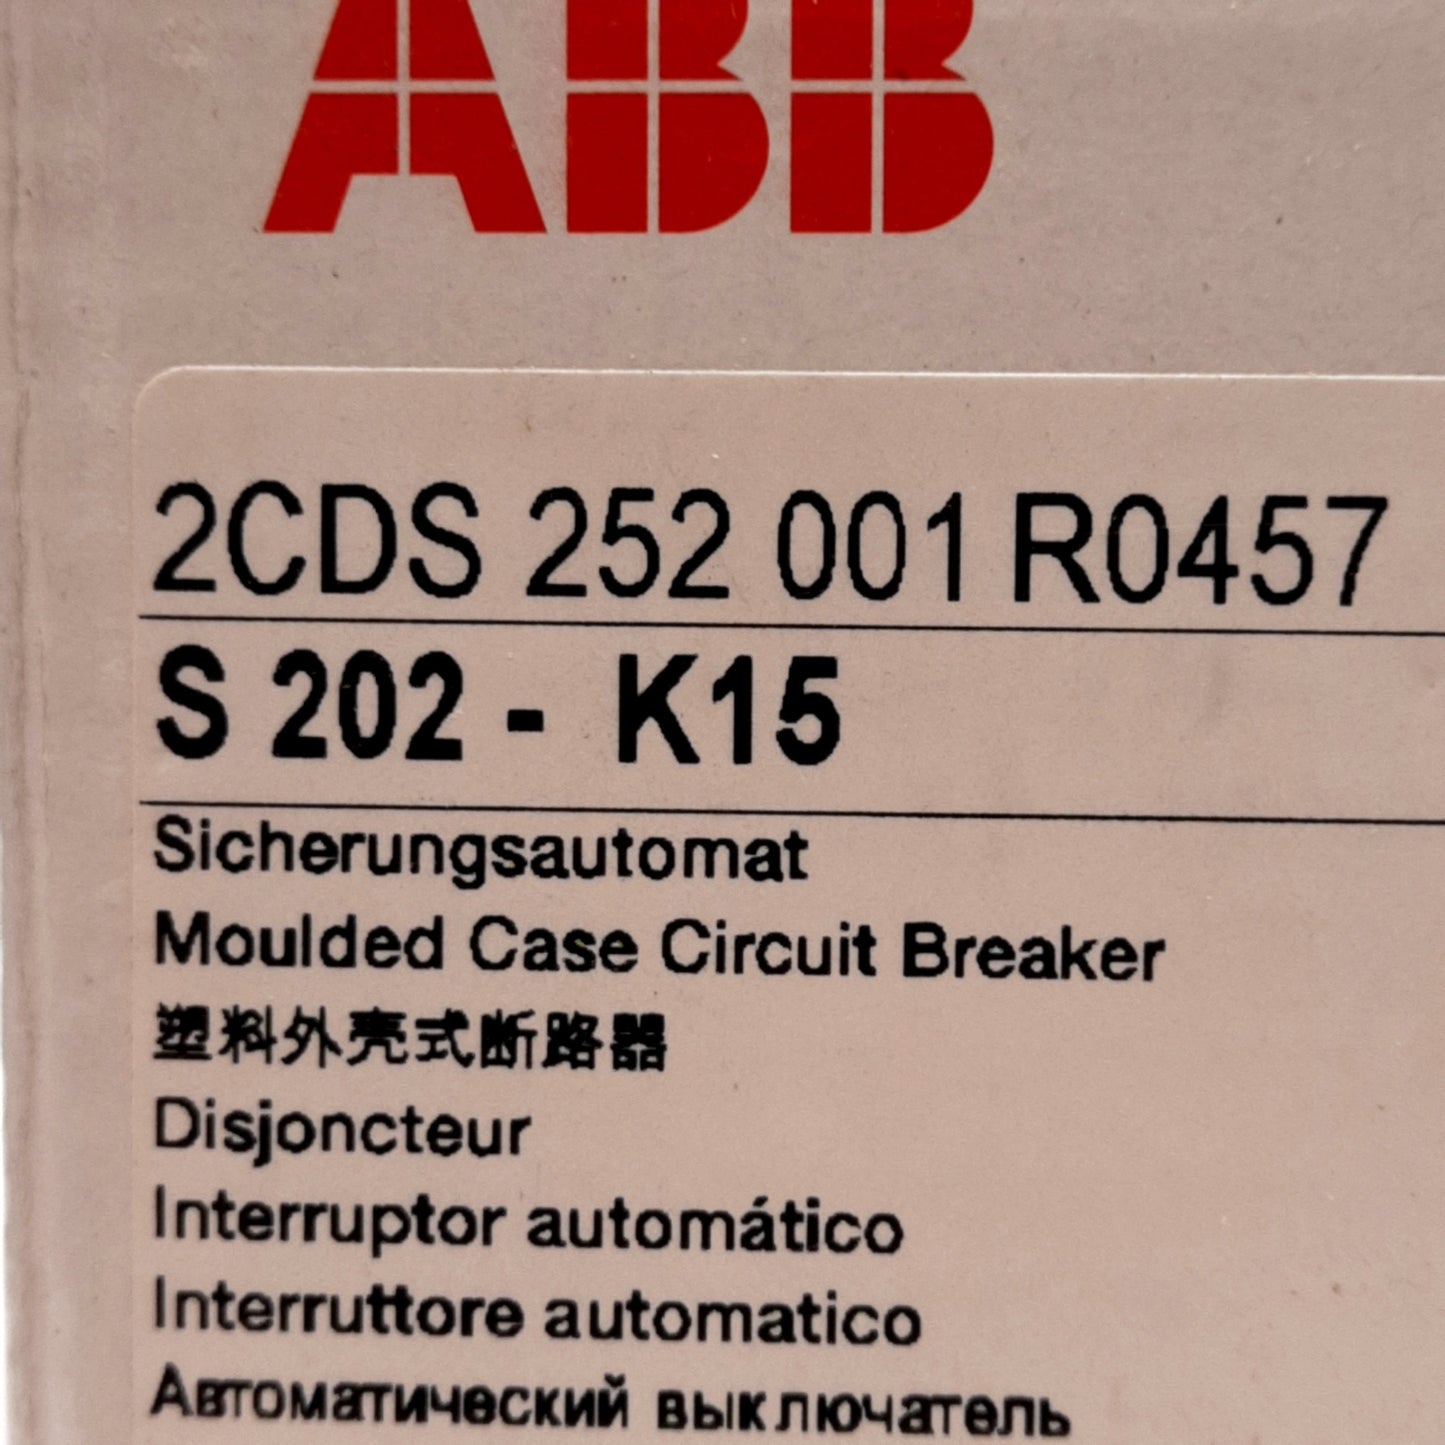 ABB
2CDS 252 001 R0457
S 202 - K15
Sicherungsautomat
Moulded Case Circuit Breaker
塑料外壳式断路器
Disjoncteur
Interruptor automático
Interruttore automatico
Автоматический выключатель